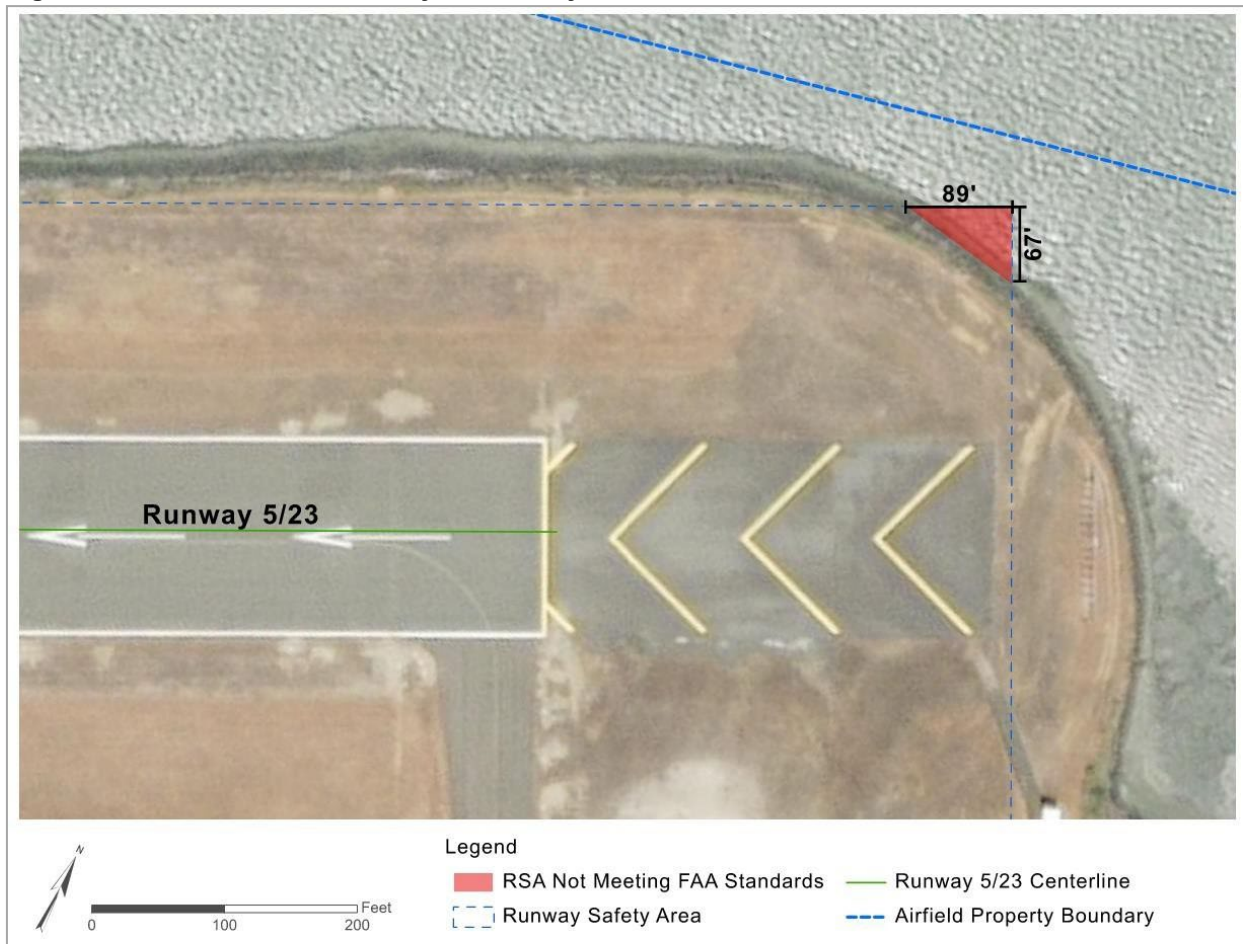 89'
67'
Runway 5/23
N
Feet
0 100 200
Legend
RSA Not Meeting FAA Standards
Runway Safety Area
Runway 5/23 Centerline
Airfield Property Boundary